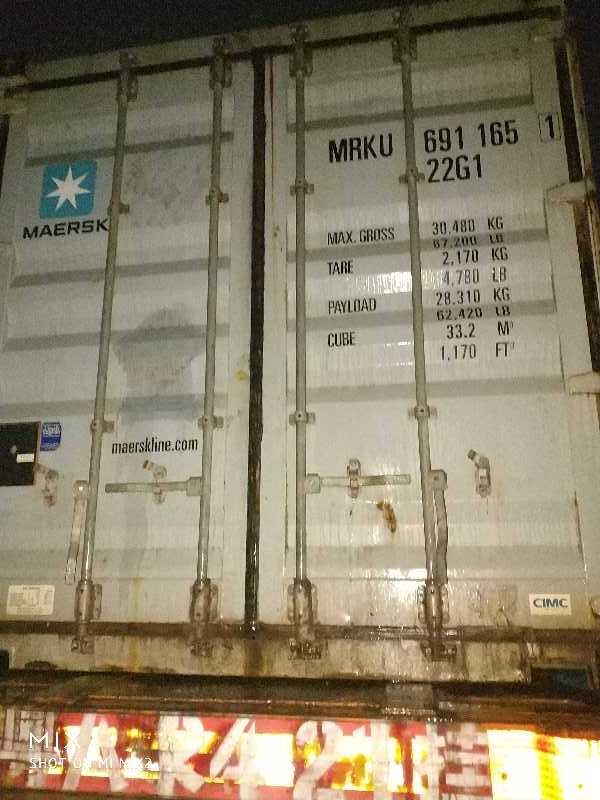 MRKU 691 165 1
22G1
MAERSK
MAX. GROSS 30,480 KG
67,200 LB
TARE 2,170 KG
4,780 LB
PAYLOAD 28,310 KG
62,420 LB
CUBE 33.2 M³
1,170 FT³
maerskline.com
CIMC
MIX
SHOT ON MI MIX2